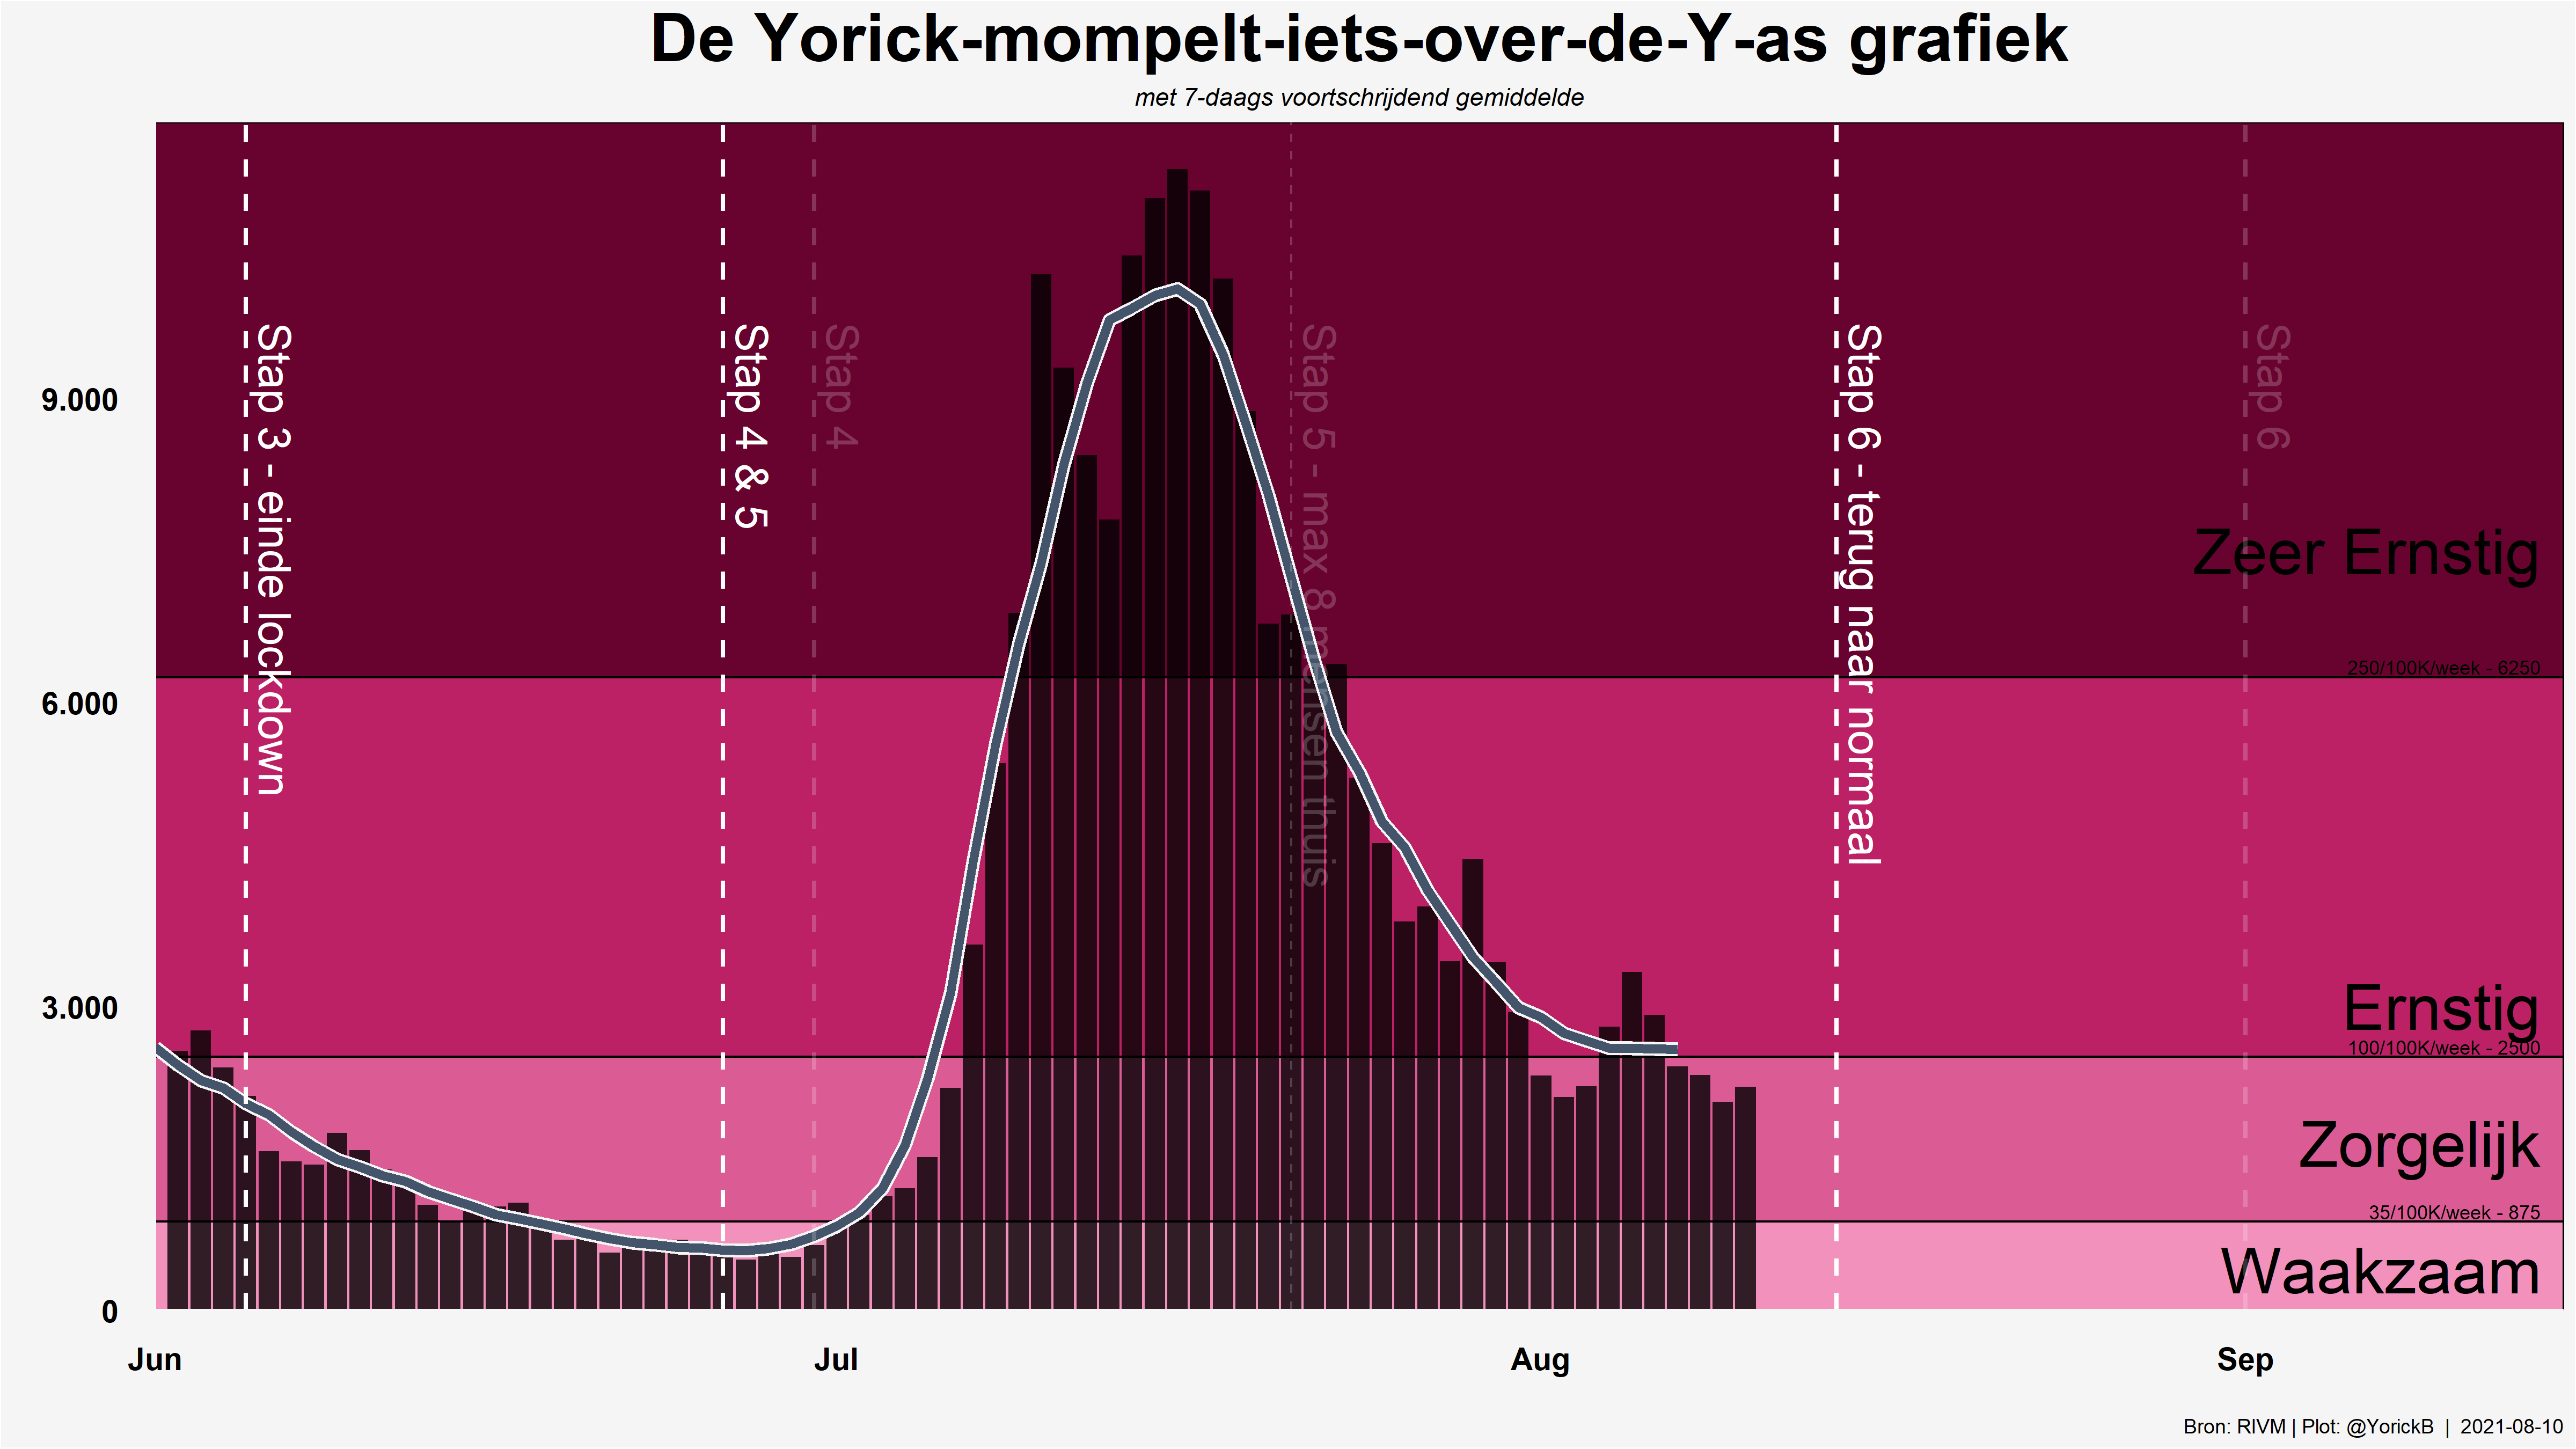 De Yorick-mompelt-iets-over-de-Y-as grafiek
met 7-daags voortschrijdend gemiddelde
Stap 3 - einde lockdown
Stap 4 & 5
Stap 4
Stap 5 - max 8 mensen thuis
Stap 6 - terug naar normaal
Stap 6
9.000
6.000
3.000
0
Zeer Ernstig
250/100K/week - 6250
Ernstig
100/100K/week - 2500
Zorgelijk
35/100K/week - 875
Waakzaam
Jun
Jul
Aug
Sep
Bron: RIVM | Plot: @YorickB | 2021-08-10